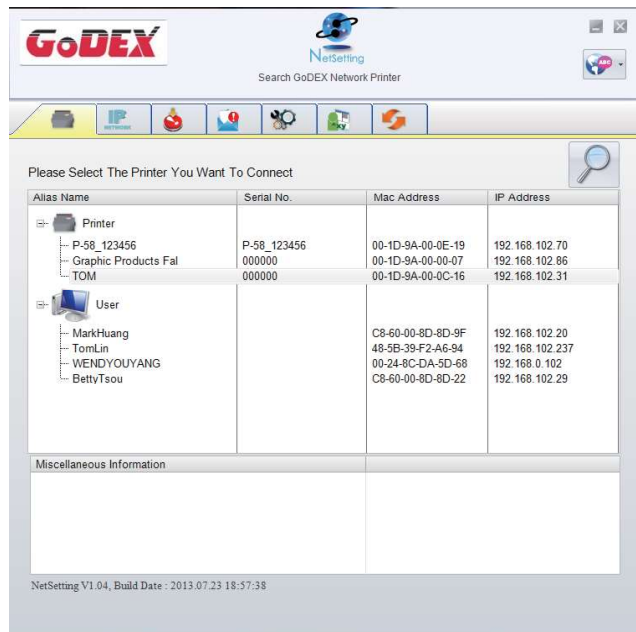 GoDEX
NetSetting
Search GoDEX Network Printer
ABC
IP
NETWORK
Please Select The Printer You Want To Connect
Alias Name Serial No. Mac Address IP Address
Printer
P-58_123456 P-58_123456 00-1D-9A-00-0E-19 192.168.102.70
Graphic Products Fal 000000 00-1D-9A-00-00-07 192.168.102.86
TOM 000000 00-1D-9A-00-0C-16 192.168.102.31
User
MarkHuang C8-60-00-8D-8D-9F 192.168.102.20
TomLin 48-5B-39-F2-A6-94 192.168.102.237
WENDYOUYANG 00-24-8C-DA-5D-68 192.168.0.102
BettyTsou C8-60-00-8D-8D-22 192.168.102.29
Miscellaneous Information
NetSetting V1.04, Build Date : 2013.07.23 18:57:38